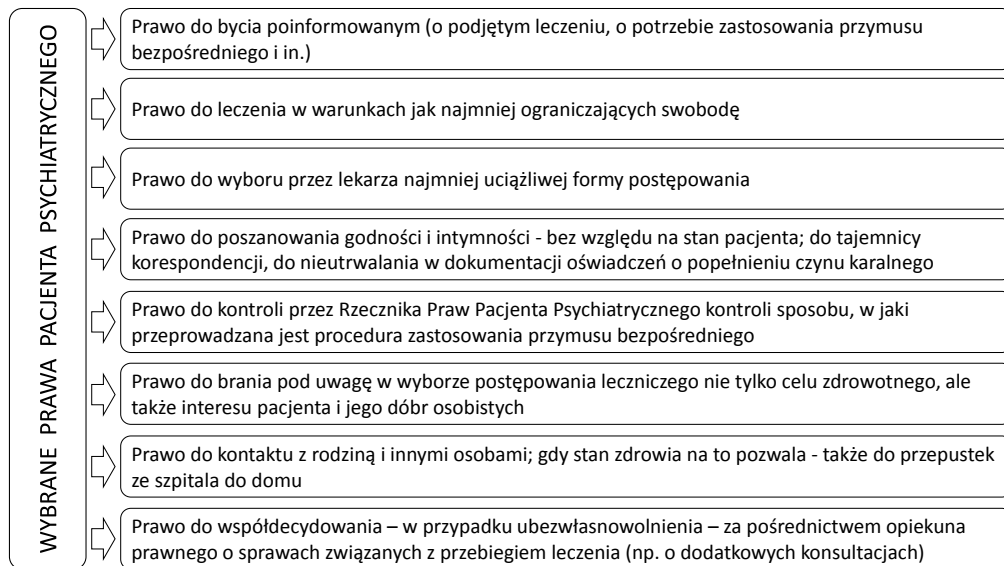 WYBRANE PRAWA PACJENTA PSYCHIATRYCZNEGO
Prawo do bycia poinformowanym (o podjętym leczeniu, o potrzebie zastosowania przymusu
bezpośredniego i in.)
Prawo do leczenia w warunkach jak najmniej ograniczających swobodę
Prawo do wyboru przez lekarza najmniej uciążliwej formy postępowania
Prawo do poszanowania godności i intymności - bez względu na stan pacjenta; do tajemnicy
korespondencji, do nieutrwalania w dokumentacji oświadczeń o popełnieniu czynu karalnego
Prawo do kontroli przez Rzecznika Praw Pacjenta Psychiatrycznego kontroli sposobu, w jaki
przeprowadzana jest procedura zastosowania przymusu bezpośredniego
Prawo do brania pod uwagę w wyborze postępowania leczniczego nie tylko celu zdrowotnego, ale
także interesu pacjenta i jego dóbr osobistych
Prawo do kontaktu z rodziną i innymi osobami; gdy stan zdrowia na to pozwala - także do przepustek
ze szpitala do domu
Prawo do współdecydowania – w przypadku ubezwłasnowolnienia – za pośrednictwem opiekuna
prawnego o sprawach związanych z przebiegiem leczenia (np. o dodatkowych konsultacjach)